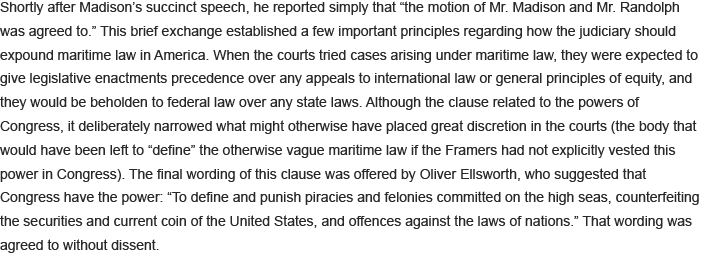 Shortly after Madison’s succinct speech, he reported simply that “the motion of Mr. Madison and Mr. Randolph
was agreed to.” This brief exchange established a few important principles regarding how the judiciary should
expound maritime law in America. When the courts tried cases arising under maritime law, they were expected to
give legislative enactments precedence over any appeals to international law or general principles of equity, and
they would be beholden to federal law over any state laws. Although the clause related to the powers of
Congress, it deliberately narrowed what might otherwise have placed great discretion in the courts (the body that
would have been left to “define” the otherwise vague maritime law if the Framers had not explicitly vested this
power in Congress). The final wording of this clause was offered by Oliver Ellsworth, who suggested that
Congress have the power: “To define and punish piracies and felonies committed on the high seas, counterfeiting
the securities and current coin of the United States, and offences against the laws of nations.” That wording was
agreed to without dissent.